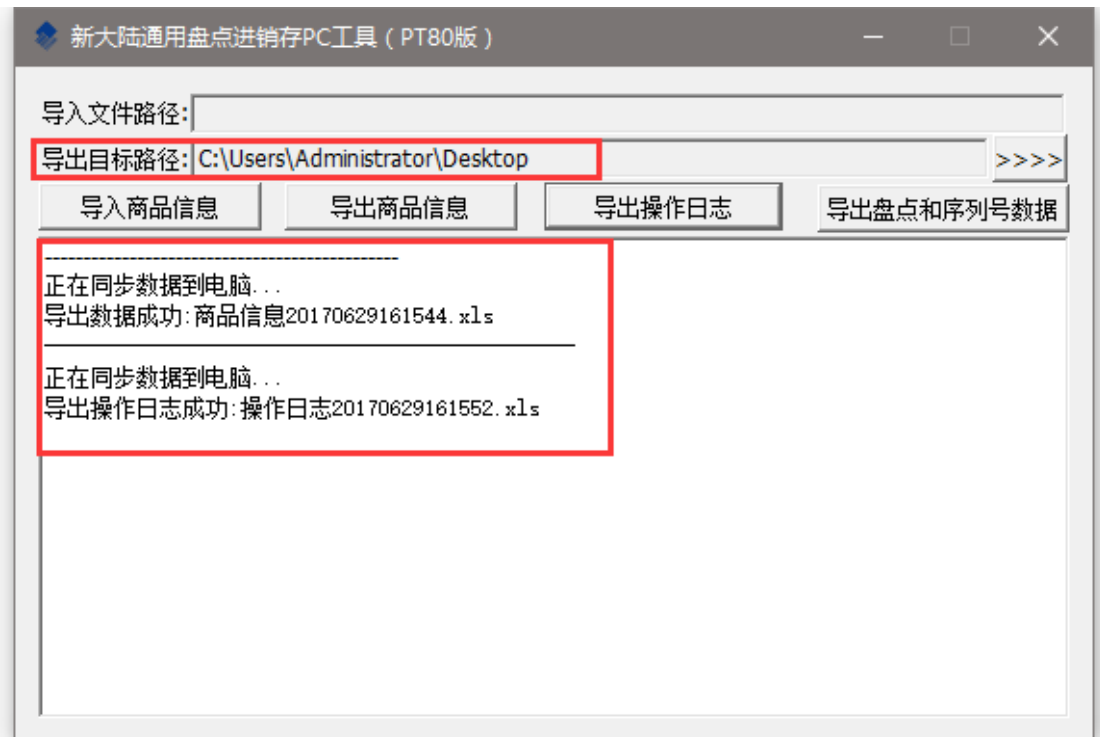 新大陆通用盘点进销存PC工具（PT80版）
导入文件路径:
导出目标路径: C:\Users\Administrator\Desktop >>>>
导入商品信息 导出商品信息 导出操作日志 导出盘点和序列号数据
----------------------------------------------
正在同步数据到电脑...
导出数据成功:商品信息20170629161544.xls
正在同步数据到电脑...
导出操作日志成功:操作日志20170629161552.xls